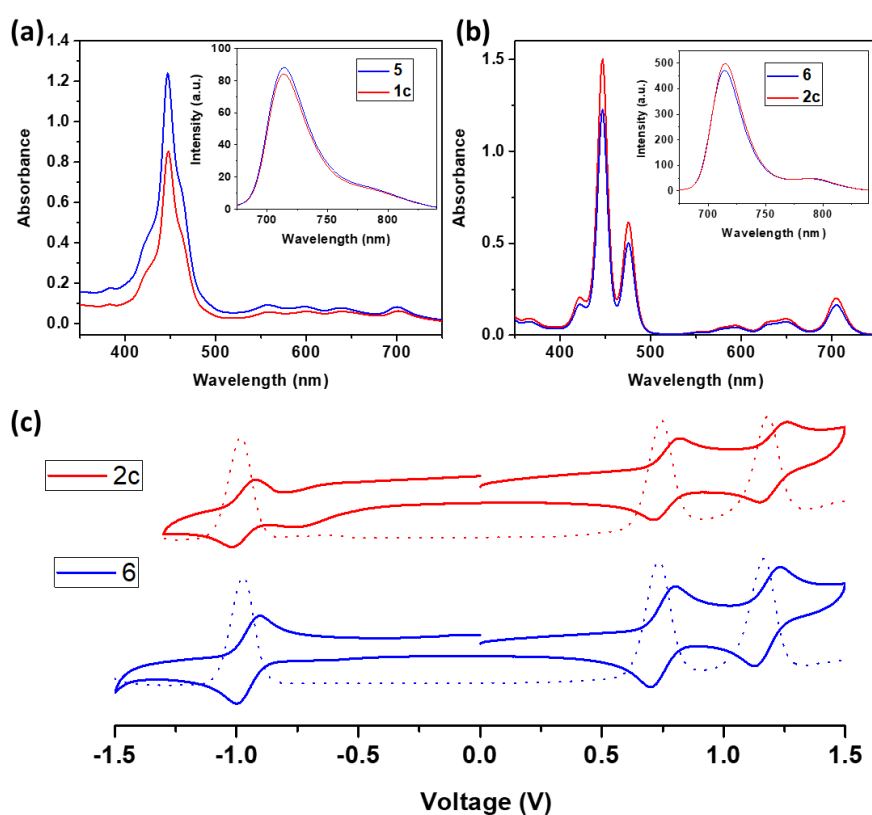 (a)
1.4
1.2
1.0
0.8
0.6
0.4
0.2
0.0
Absorbance
400 500 600 700
Wavelength (nm)
100
80
60
40
20
0
Intensity (a.u.)
700 750 800
Wavelength (nm)
5
1c
(b)
1.5
1.0
0.5
0.0
Absorbance
400 500 600 700
Wavelength (nm)
500
400
300
200
100
0
Intensity (a.u.)
700 750 800
Wavelength (nm)
6
2c
(c)
2c
6
-1.5 -1.0 -0.5 0.0 0.5 1.0 1.5
Voltage (V)